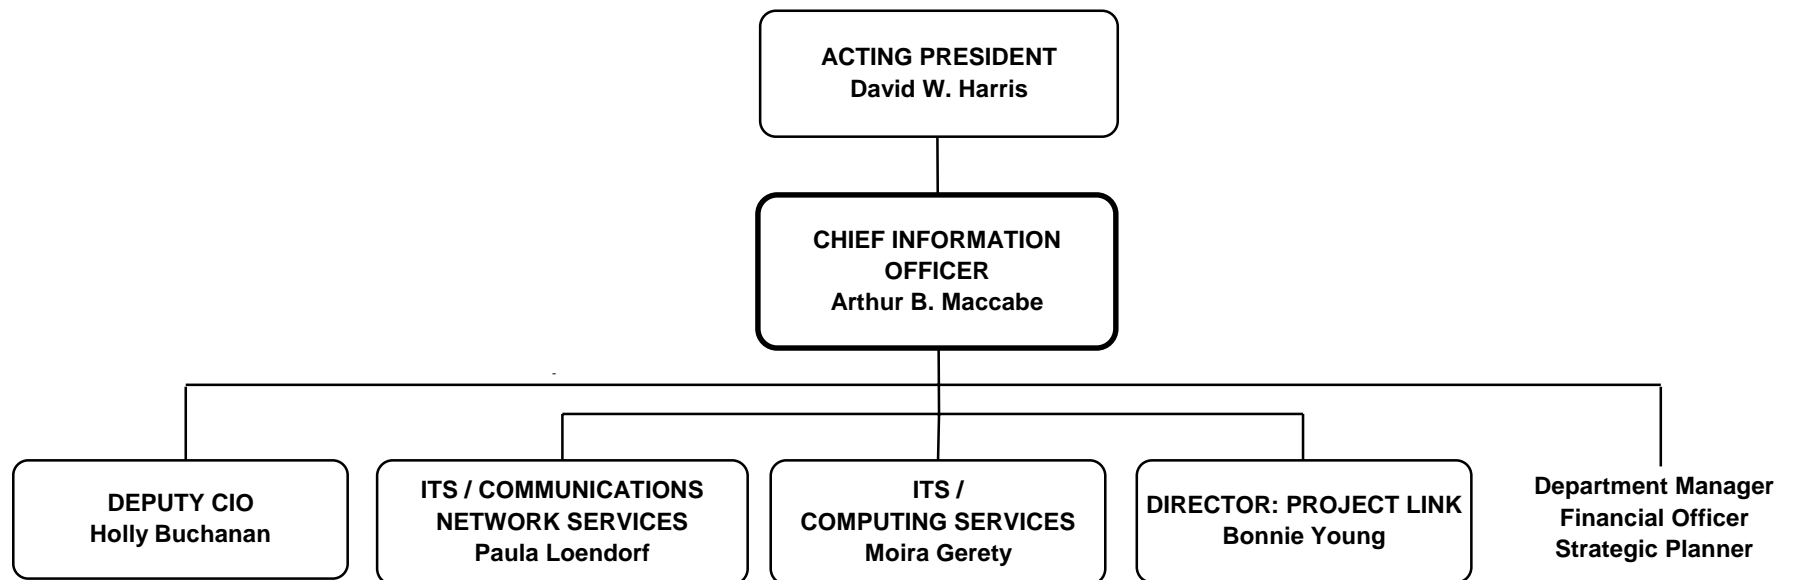 ACTING PRESIDENT
David W. Harris
CHIEF INFORMATION
OFFICER
Arthur B. Maccabe
DEPUTY CIO
Holly Buchanan
ITS / COMMUNICATIONS
NETWORK SERVICES
Paula Loendorf
ITS /
COMPUTING SERVICES
Moira Gerety
DIRECTOR: PROJECT LINK
Bonnie Young
Department Manager
Financial Officer
Strategic Planner